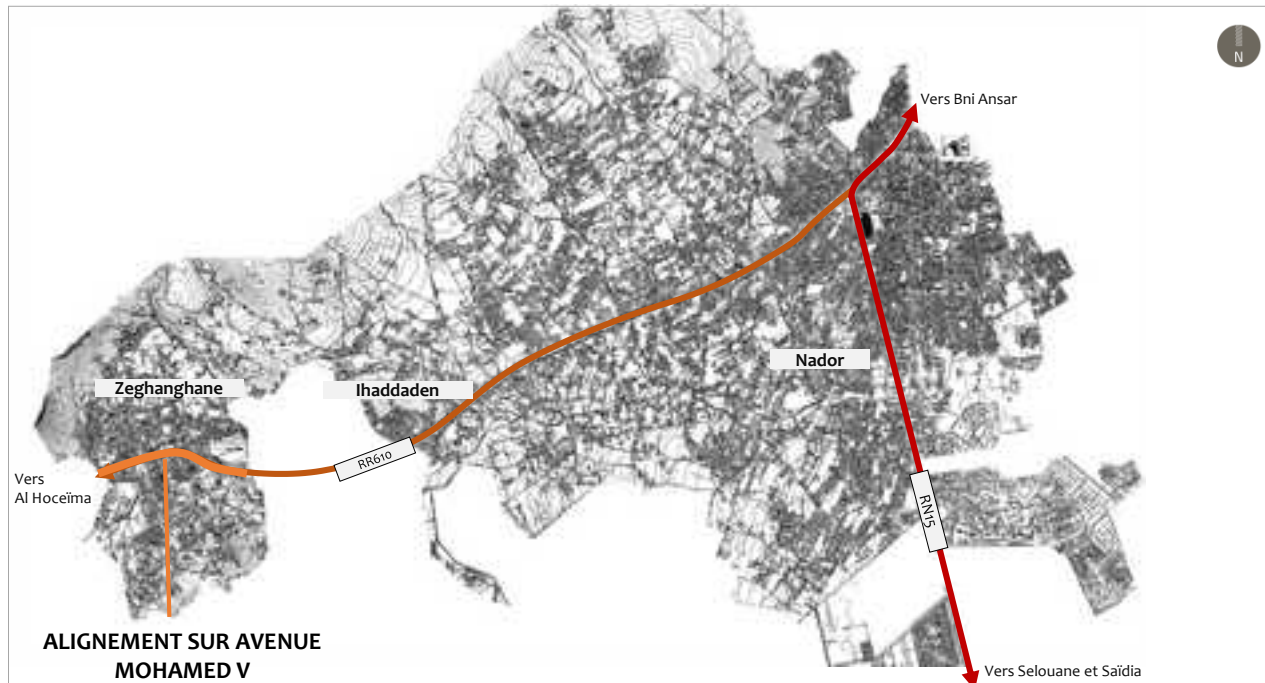 N
Vers Bni Ansar
Nador
Zeghanghane
Ihaddaden
RR610
Vers
Al Hoceïma
RN15
ALIGNEMENT SUR AVENUE
MOHAMED V
Vers Selouane et Saïdia